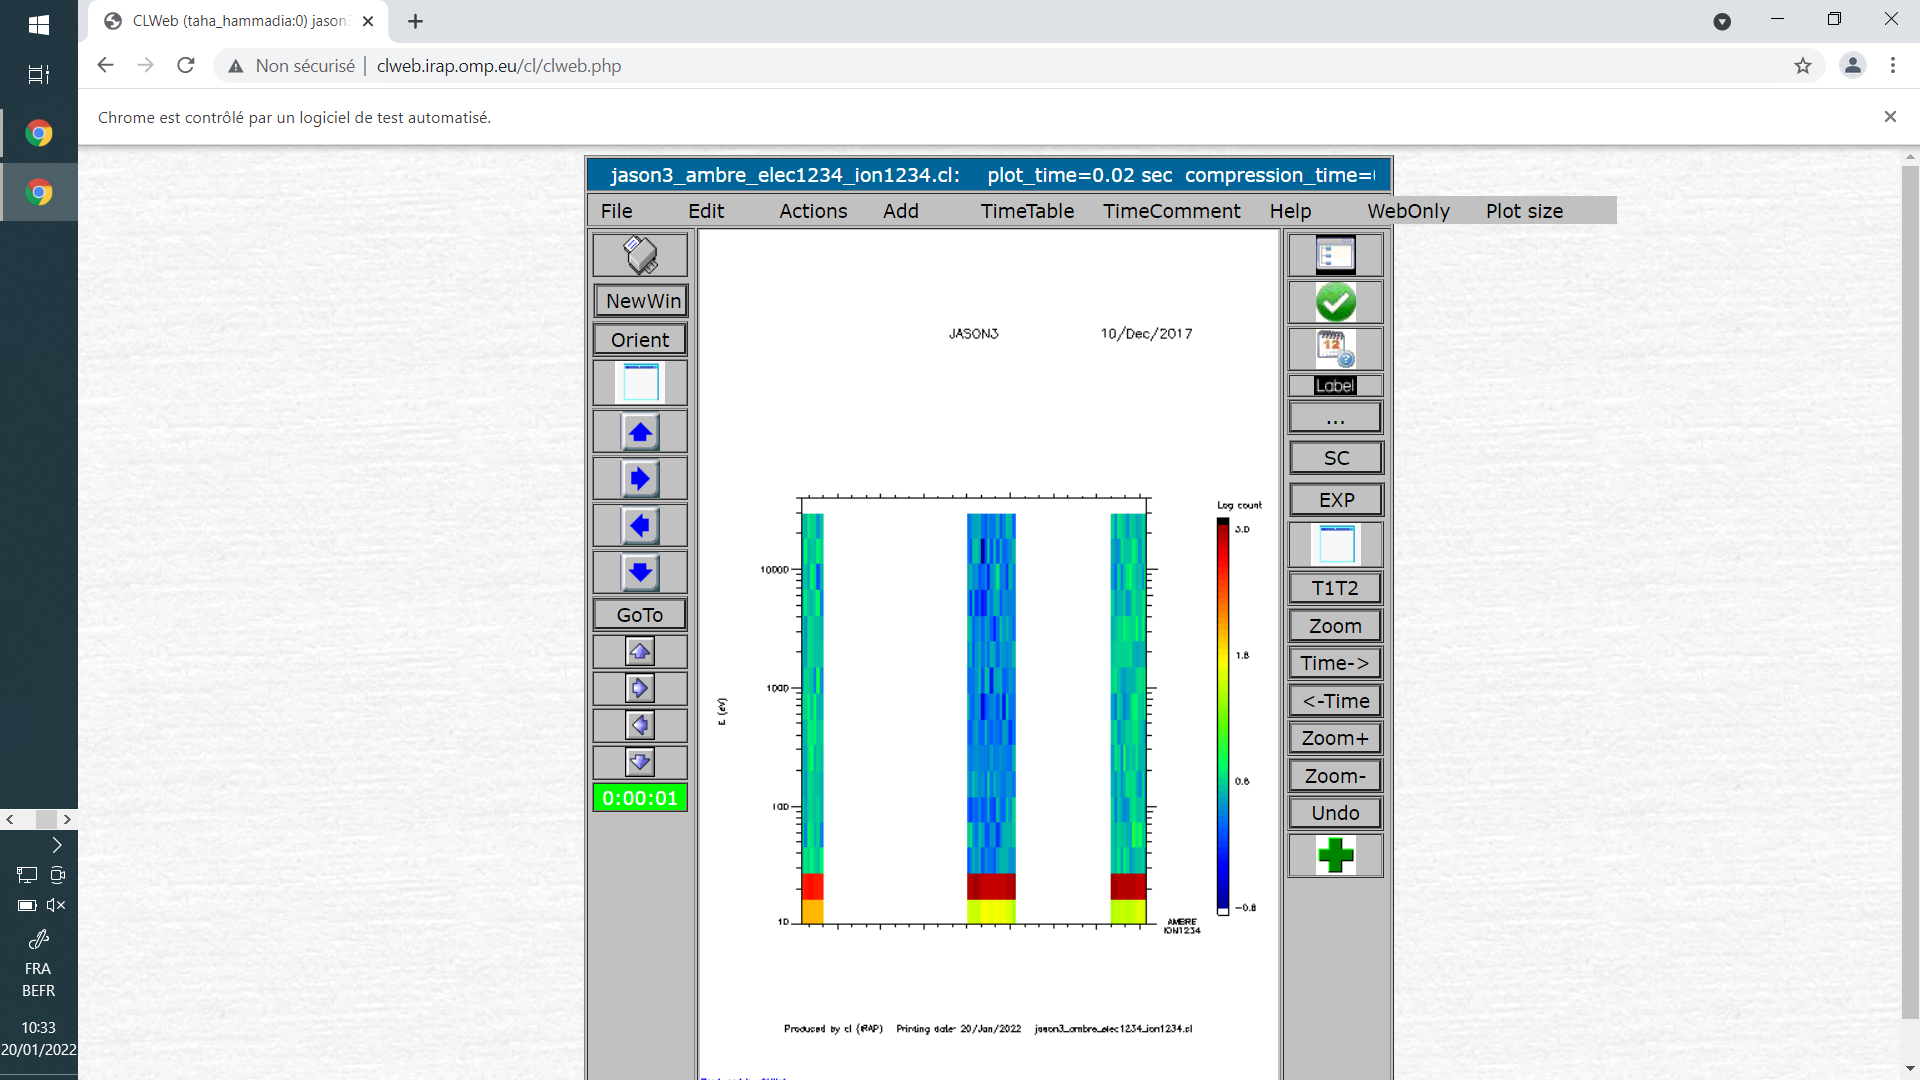 CLWeb (taha_hammadia:0) jason3
Non sécurisé | clweb.irap.omp.eu/cl/clweb.php
Chrome est contrôlé par un logiciel de test automatisé.
jason3_ambre_elec1234_ion1234.cl: plot_time=0.02 sec compression_time=
File Edit Actions Add TimeTable TimeComment Help WebOnly Plot size
NewWin
Orient
GoTo
0:00:01
JASON3 10/Dec/2017
Log count
3.0
1.8
0.6
-0.8
10000
1000
100
10
E (eV)
AMBRE
ION1234
Produced by cl (IRAP) Printing date: 20/Jan/2022 jason3_ambre_elec1234_ion1234.cl
12
Label
...
SC
EXP
T1T2
Zoom
Time->
<-Time
Zoom+
Zoom-
Undo
FRA
BEFR
10:33
20/01/2022